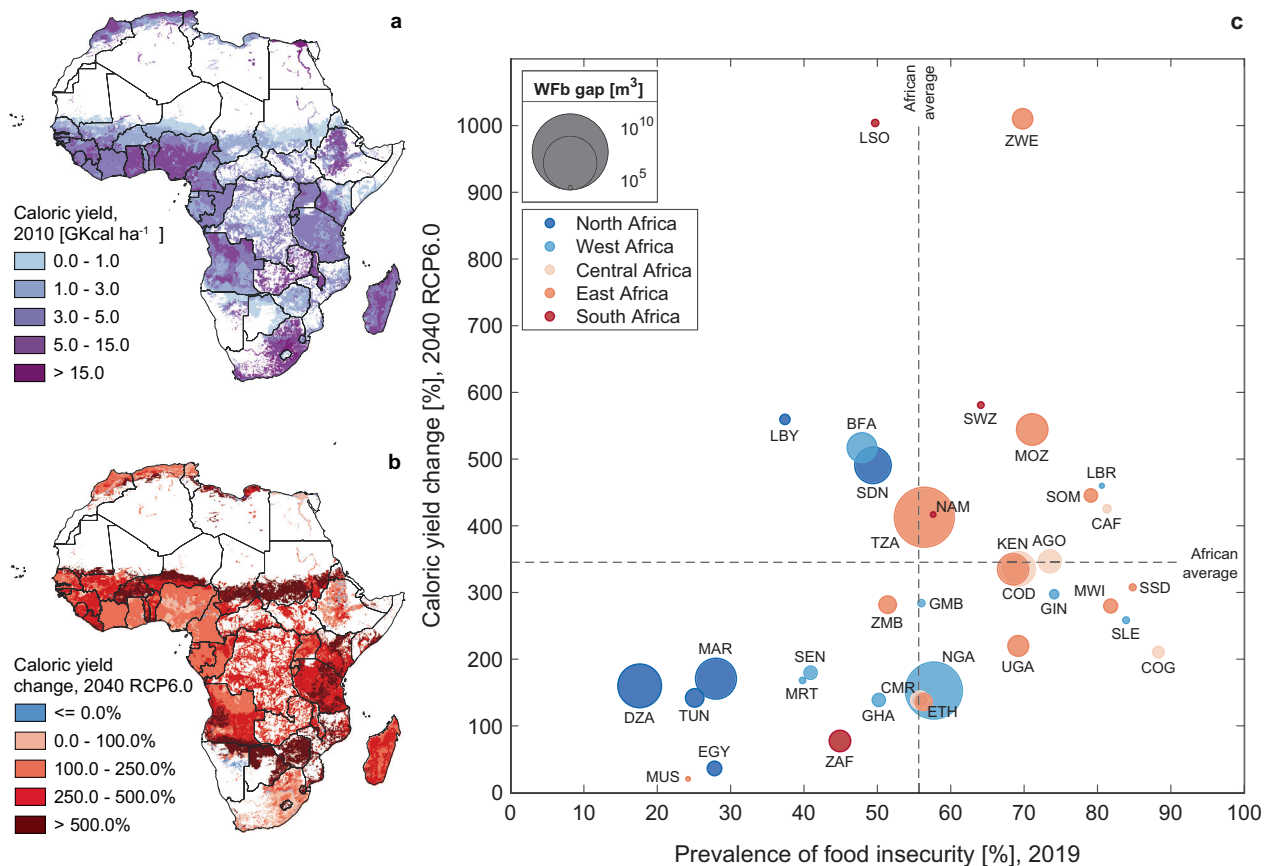 a
Caloric yield,
2010 [GKcal ha⁻¹ ]
0.0 - 1.0
1.0 - 3.0
3.0 - 5.0
5.0 - 15.0
> 15.0
b
Caloric yield
change, 2040 RCP6.0
<= 0.0%
0.0 - 100.0%
100.0 - 250.0%
250.0 - 500.0%
> 500.0%
c
Caloric yield change [%], 2040 RCP6.0
1000
900
800
700
600
500
400
300
200
100
0
WFb gap [m³]
10¹⁰
10⁵
North Africa
West Africa
Central Africa
East Africa
South Africa
African
average
LSO
ZWE
LBY
BFA
SDN
SWZ
MOZ
LBR
SOM
CAF
NAM
TZA
KEN
AGO
COD
African
average
GIN
MWI
SSD
SLE
GMB
ZMB
UGA
COG
MAR
SEN
MRT
NGA
DZA
TUN
GHA
CMR
ETH
EGY
ZAF
MUS
0
10
20
30
40
50
60
70
80
90
100
Prevalence of food insecurity [%], 2019